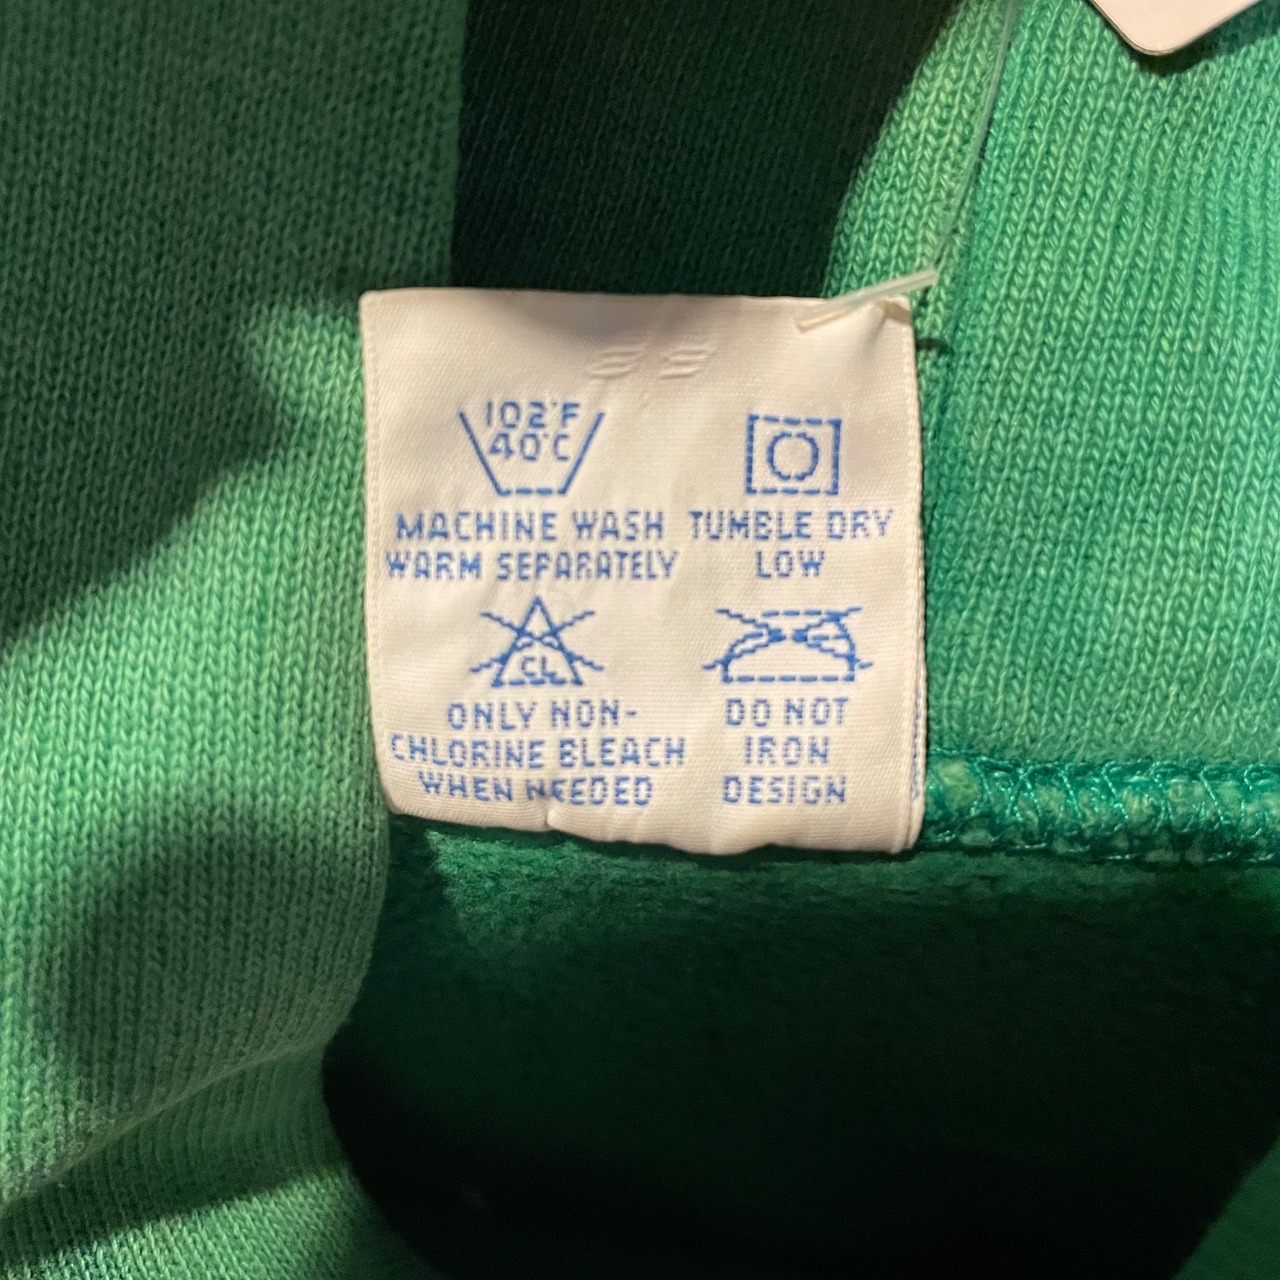 102°F
40°C
MACHINE WASH
WARM SEPARATELY
TUMBLE DRY
LOW
CL
ONLY NON-
CHLORINE BLEACH
WHEN NEEDED
DO NOT
IRON
DESIGN